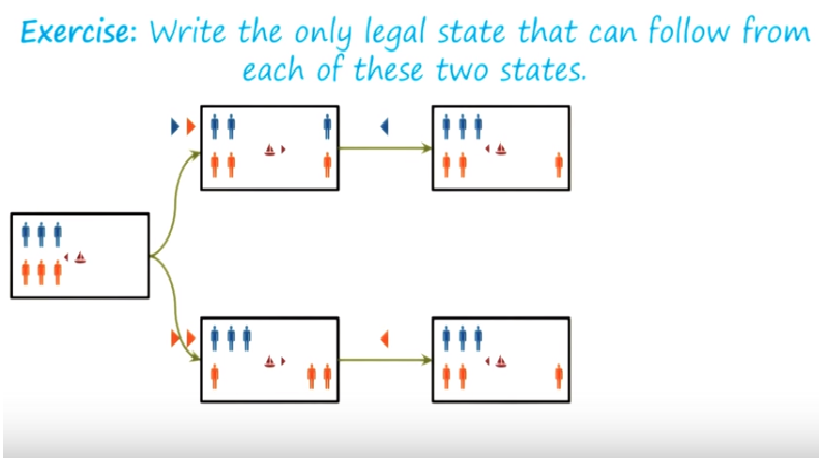 Exercise: Write the only legal state that can follow from
each of these two states.